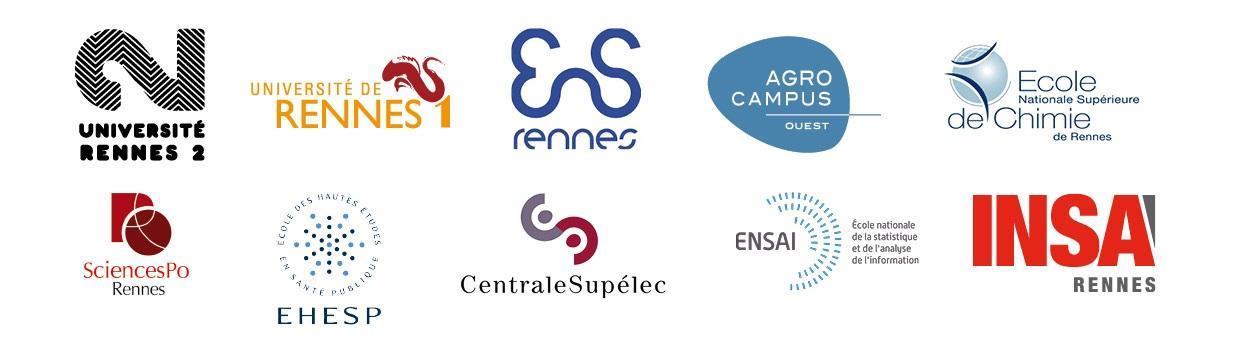 UNIVERSITÉ
RENNES 2
UNIVERSITÉ DE
RENNES 1
ENS
rennes
AGRO
CAMPUS
OUEST
Ecole
Nationale Supérieure
de Chimie
de Rennes
SciencesPo
Rennes
ÉCOLE DES HAUTES ÉTUDES
EN SANTÉ PUBLIQUE
EHESP
CentraleSupélec
ENSAI
École nationale
de la statistique
et de l'analyse
de l'information
INSA
RENNES